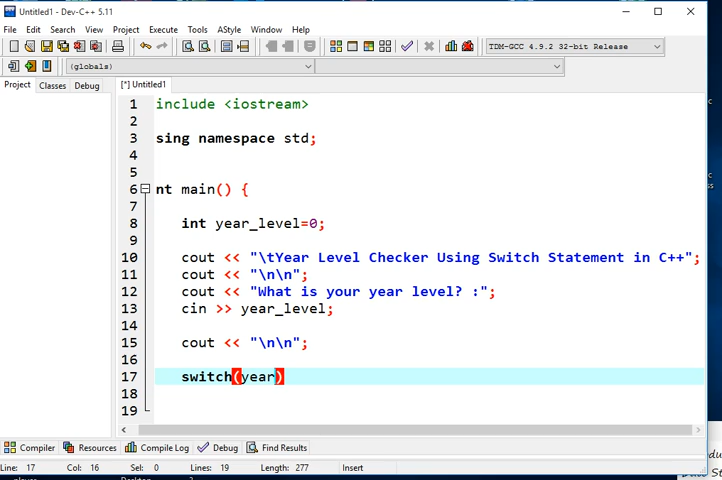 Untitled1 - Dev-C++ 5.11
File Edit Search View Project Execute Tools AStyle Window Help
TDM-GCC 4.9.2 32-bit Release
(globals)
Project Classes Debug [*] Untitled1
1 include <iostream>
2
3 sing namespace std;
4
5
6 nt main() {
7
8 int year_level=0;
9
10 cout << "\tYear Level Checker Using Switch Statement in C++";
11 cout << "\n\n";
12 cout << "What is your year level? :";
13 cin >> year_level;
14
15 cout << "\n\n";
16
17 switch(year)
18
19
Compiler Resources Compile Log Debug Find Results
Line: 17 Col: 16 Sel: 0 Lines: 19 Length: 277 Insert